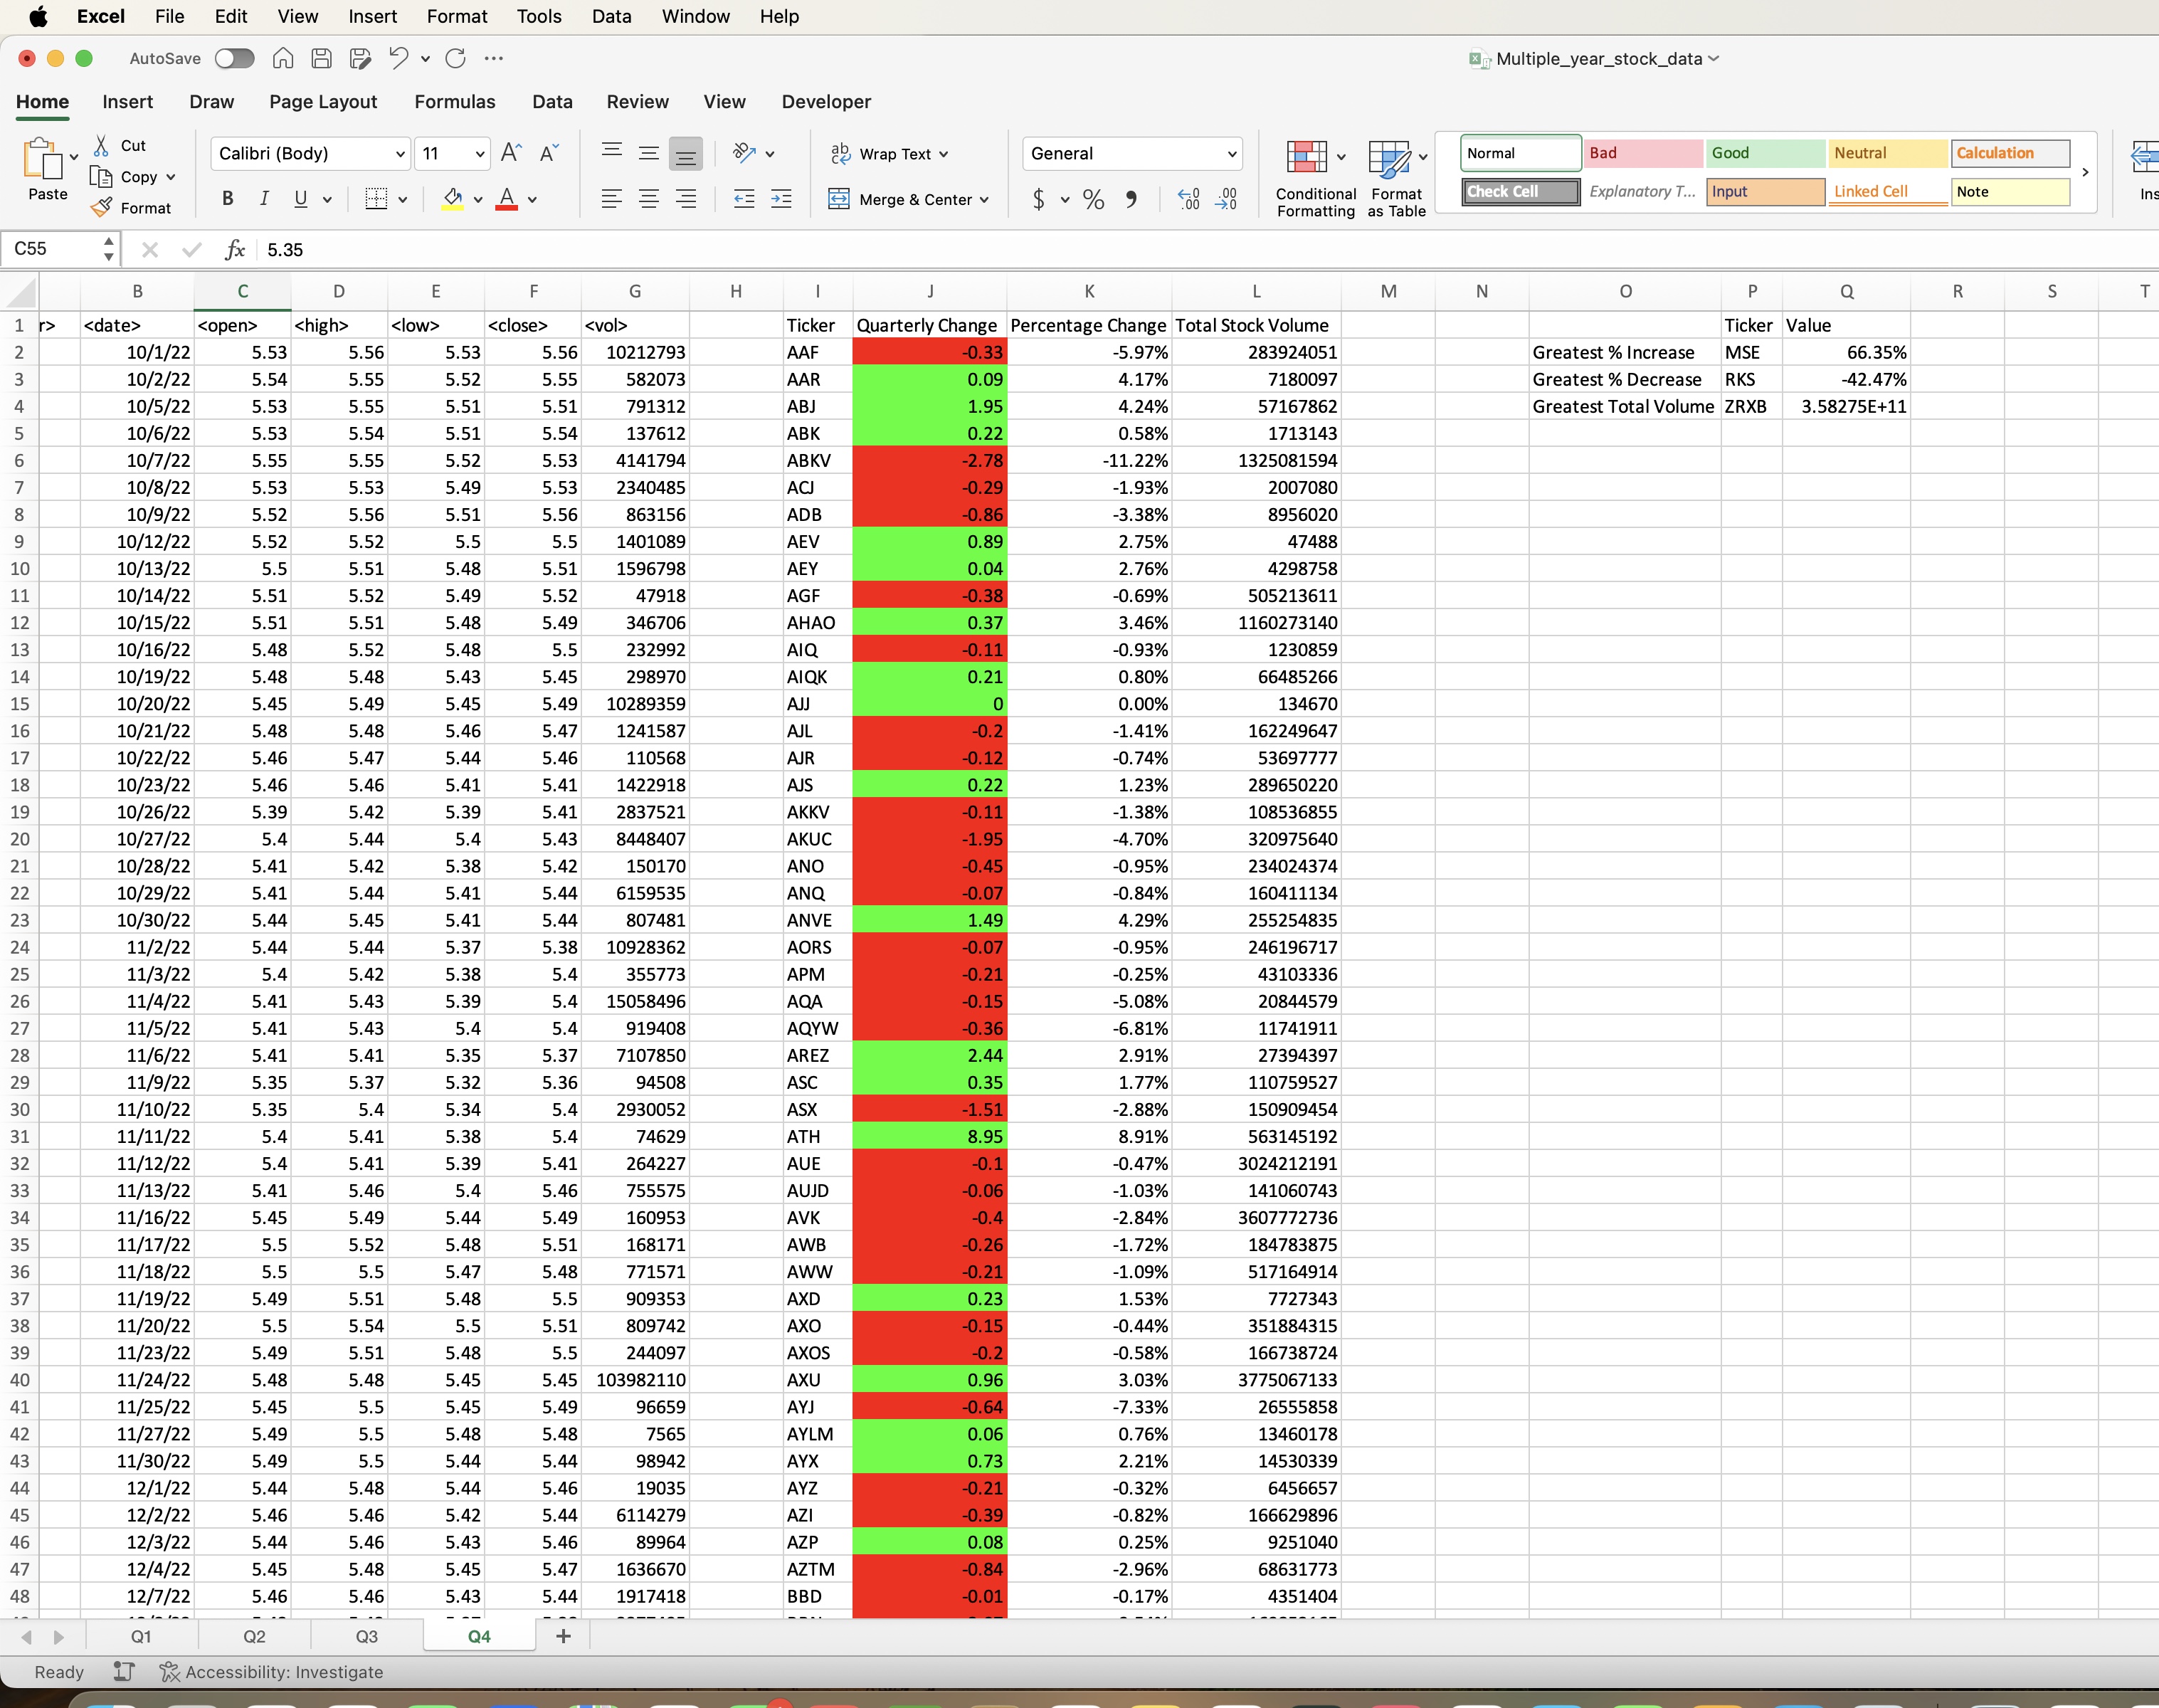 Excel File Edit View Insert Format Tools Data Window Help
AutoSave Multiple_year_stock_data
Home Insert Draw Page Layout Formulas Data Review View Developer
Paste Cut Copy Format
Calibri (Body) 11 Wrap Text General Conditional Formatting Format as Table Normal Bad Good Neutral Calculation
B I U Merge & Center $ % Check Cell Explanatory T... Input Linked Cell Note Ins
C55 fx 5.35
B C D E F G H I J K L M N O P Q R S T
1 r> <date> <open> <high> <low> <close> <vol> Ticker Quarterly Change Percentage Change Total Stock Volume Ticker Value
2 10/1/22 5.53 5.56 5.53 5.56 10212793 AAF -0.33 -5.97% 283924051 Greatest % Increase MSE 66.35%
3 10/2/22 5.54 5.55 5.52 5.55 582073 AAR 0.09 4.17% 7180097 Greatest % Decrease RKS -42.47%
4 10/5/22 5.53 5.55 5.51 5.51 791312 ABJ 1.95 4.24% 57167862 Greatest Total Volume ZRXB 3.58275E+11
5 10/6/22 5.53 5.54 5.51 5.54 137612 ABK 0.22 0.58% 1713143
6 10/7/22 5.55 5.55 5.52 5.53 4141794 ABKV -2.78 -11.22% 1325081594
7 10/8/22 5.53 5.53 5.49 5.53 2340485 ACJ -0.29 -1.93% 2007080
8 10/9/22 5.52 5.56 5.51 5.56 863156 ADB -0.86 -3.38% 8956020
9 10/12/22 5.52 5.52 5.5 5.5 1401089 AEV 0.89 2.75% 47488
10 10/13/22 5.5 5.51 5.48 5.51 1596798 AEY 0.04 2.76% 4298758
11 10/14/22 5.51 5.52 5.49 5.52 47918 AGF -0.38 -0.69% 505213611
12 10/15/22 5.51 5.51 5.48 5.49 346706 AHAO 0.37 3.46% 1160273140
13 10/16/22 5.48 5.52 5.48 5.5 232992 AIQ -0.11 -0.93% 1230859
14 10/19/22 5.48 5.48 5.43 5.45 298970 AIQK 0.21 0.80% 66485266
15 10/20/22 5.45 5.49 5.45 5.49 10289359 AJJ 0 0.00% 134670
16 10/21/22 5.48 5.48 5.46 5.47 1241587 AJL -0.2 -1.41% 162249647
17 10/22/22 5.46 5.47 5.44 5.46 110568 AJR -0.12 -0.74% 53697777
18 10/23/22 5.46 5.46 5.41 5.41 1422918 AJS 0.22 1.23% 289650220
19 10/26/22 5.39 5.42 5.39 5.41 2837521 AKKV -0.11 -1.38% 108536855
20 10/27/22 5.4 5.44 5.4 5.43 8448407 AKUC -1.95 -4.70% 320975640
21 10/28/22 5.41 5.42 5.38 5.42 150170 ANO -0.45 -0.95% 234024374
22 10/29/22 5.41 5.44 5.41 5.44 6159535 ANQ -0.07 -0.84% 160411134
23 10/30/22 5.44 5.45 5.41 5.44 807481 ANVE 1.49 4.29% 255254835
24 11/2/22 5.44 5.44 5.37 5.38 10928362 AORS -0.07 -0.95% 246196717
25 11/3/22 5.4 5.42 5.38 5.4 355773 APM -0.21 -0.25% 43103336
26 11/4/22 5.41 5.43 5.39 5.4 15058496 AQA -0.15 -5.08% 20844579
27 11/5/22 5.41 5.43 5.4 5.4 919408 AQYW -0.36 -6.81% 11741911
28 11/6/22 5.41 5.41 5.35 5.37 7107850 AREZ 2.44 2.91% 27394397
29 11/9/22 5.35 5.37 5.32 5.36 94508 ASC 0.35 1.77% 110759527
30 11/10/22 5.35 5.4 5.34 5.4 2930052 ASX -1.51 -2.88% 150909454
31 11/11/22 5.4 5.41 5.38 5.4 74629 ATH 8.95 8.91% 563145192
32 11/12/22 5.4 5.41 5.39 5.41 264227 AUE -0.1 -0.47% 3024212191
33 11/13/22 5.41 5.46 5.4 5.46 755575 AUJD -0.06 -1.03% 141060743
34 11/16/22 5.45 5.49 5.44 5.49 160953 AVK -0.4 -2.84% 3607772736
35 11/17/22 5.5 5.52 5.48 5.51 168171 AWB -0.26 -1.72% 184783875
36 11/18/22 5.5 5.5 5.47 5.48 771571 AWW -0.21 -1.09% 517164914
37 11/19/22 5.49 5.51 5.48 5.5 909353 AXD 0.23 1.53% 7727343
38 11/20/22 5.5 5.54 5.5 5.51 809742 AXO -0.15 -0.44% 351884315
39 11/23/22 5.49 5.51 5.48 5.5 244097 AXOS -0.2 -0.58% 166738724
40 11/24/22 5.48 5.48 5.45 5.45 103982110 AXU 0.96 3.03% 3775067133
41 11/25/22 5.45 5.5 5.45 5.49 96659 AYJ -0.64 -7.33% 26555858
42 11/27/22 5.49 5.5 5.48 5.48 7565 AYLM 0.06 0.76% 13460178
43 11/30/22 5.49 5.5 5.44 5.44 98942 AYX 0.73 2.21% 14530339
44 12/1/22 5.44 5.48 5.44 5.46 19035 AYZ -0.21 -0.32% 6456657
45 12/2/22 5.46 5.46 5.42 5.44 6114279 AZI -0.39 -0.82% 166629896
46 12/3/22 5.44 5.46 5.43 5.46 89964 AZP 0.08 0.25% 9251040
47 12/4/22 5.45 5.48 5.45 5.47 1636670 AZTM -0.84 -2.96% 68631773
48 12/7/22 5.46 5.46 5.43 5.44 1917418 BBD -0.01 -0.17% 4351404
Q1 Q2 Q3 Q4 +
Ready Accessibility: Investigate